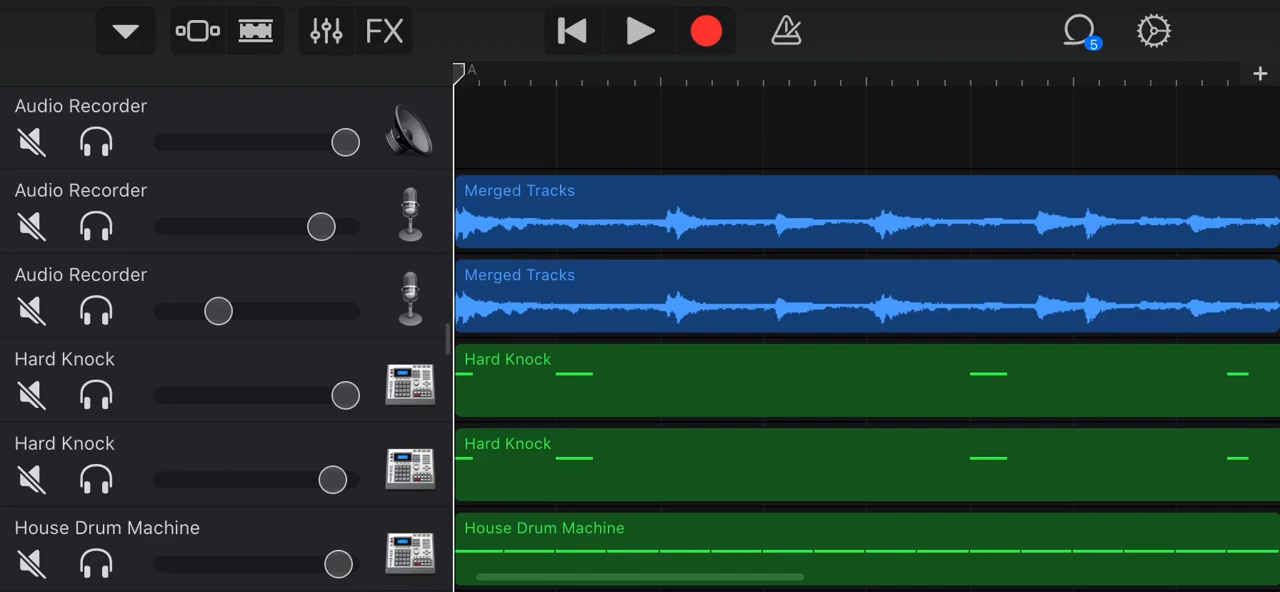 FX
5
A
Audio Recorder
Audio Recorder
Merged Tracks
Audio Recorder
Merged Tracks
Hard Knock
Hard Knock
Hard Knock
Hard Knock
House Drum Machine
House Drum Machine